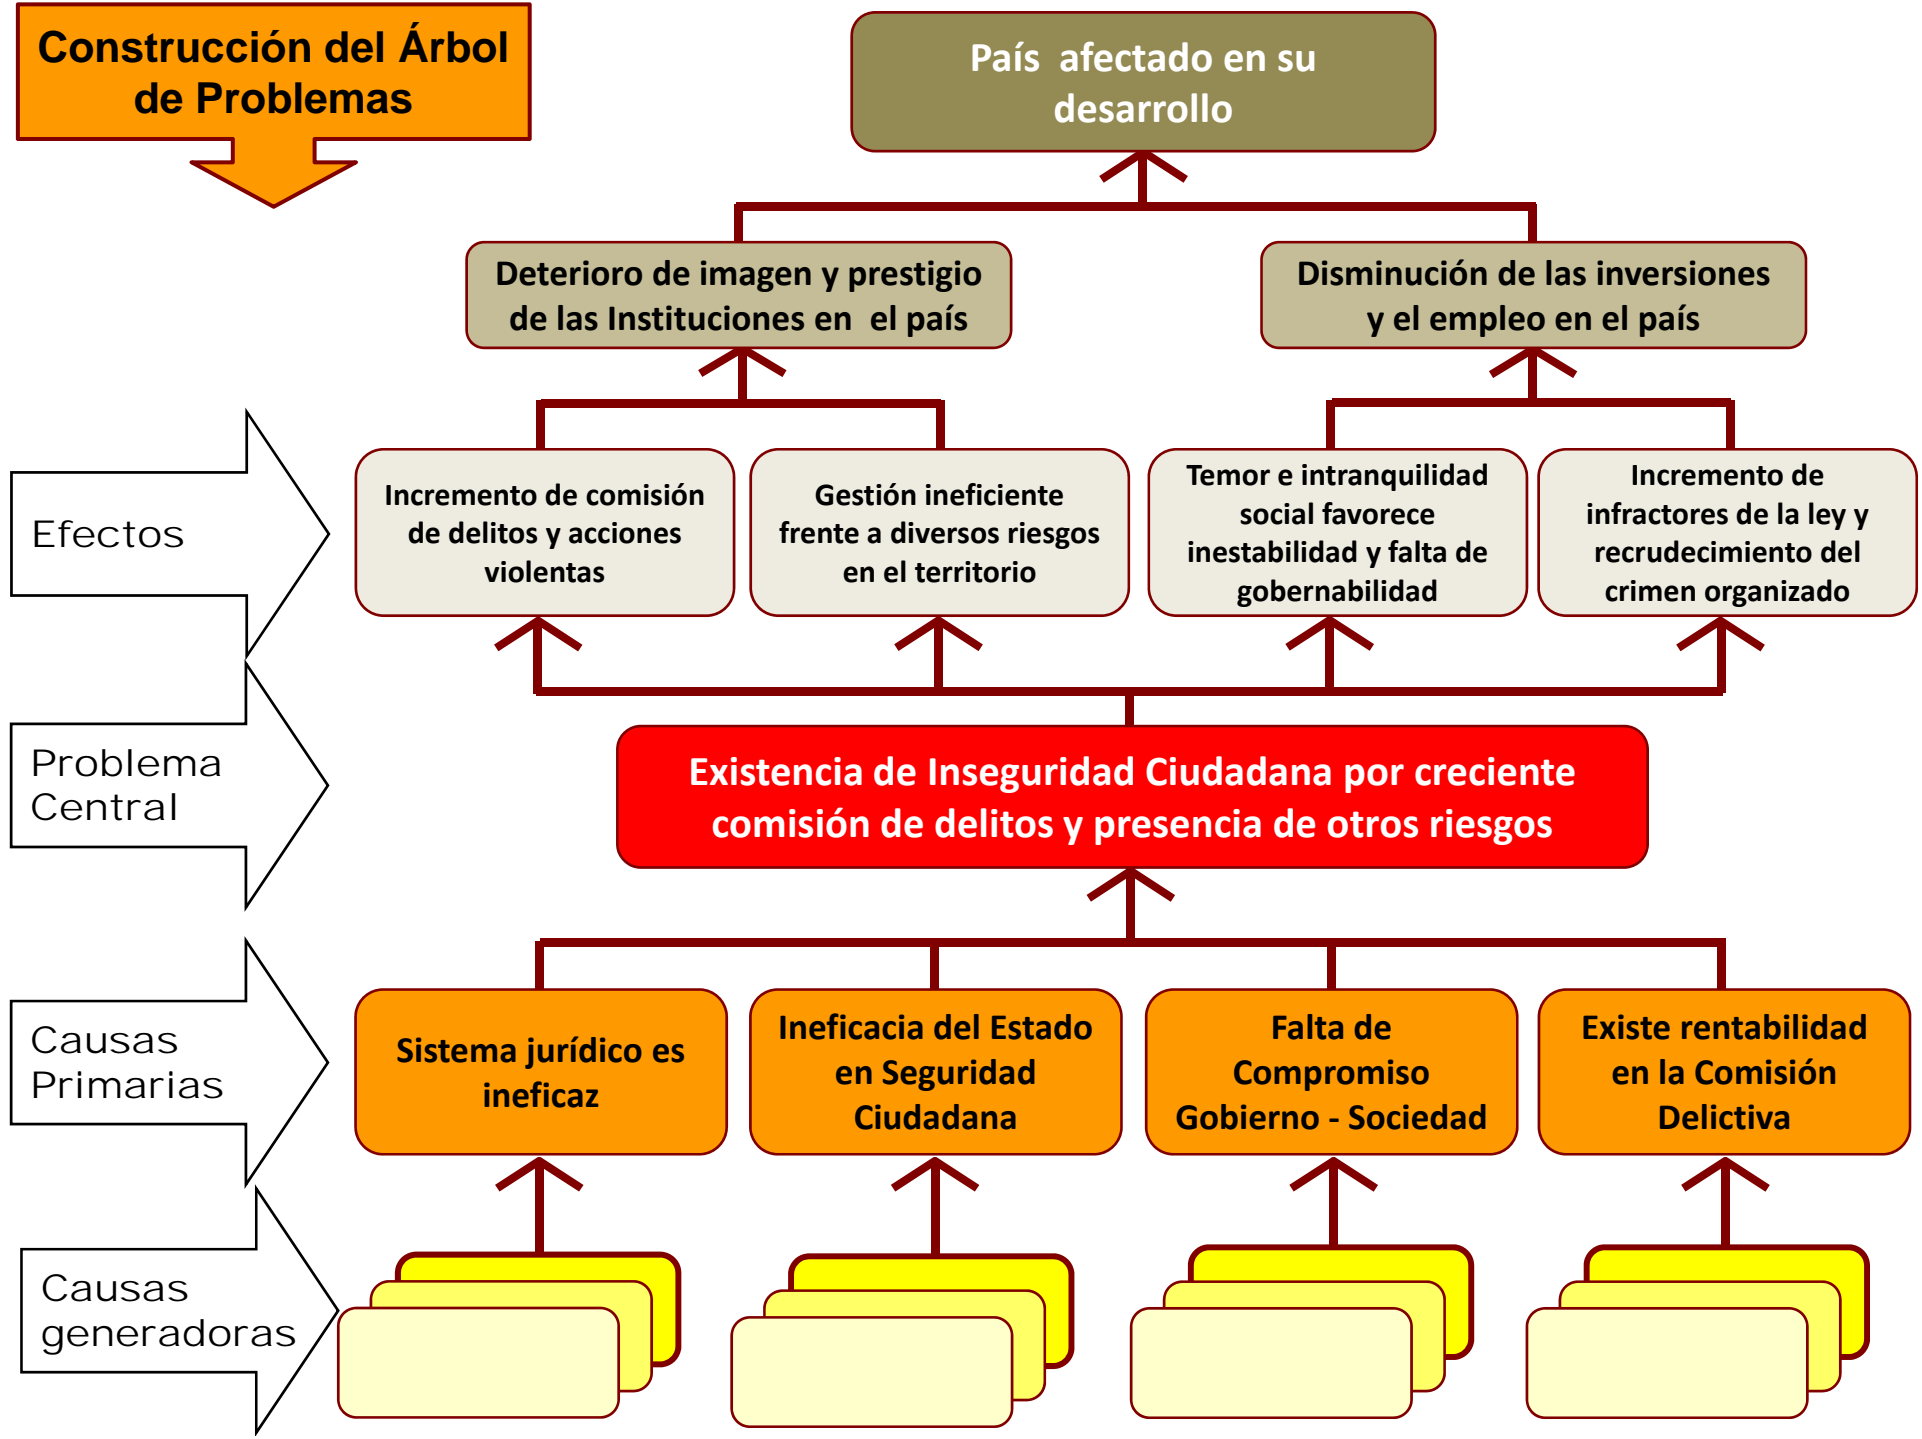 Construcción del Árbol
de Problemas
País afectado en su
desarrollo
Deterioro de imagen y prestigio
de las Instituciones en el país
Disminución de las inversiones
y el empleo en el país
Efectos
Incremento de comisión
de delitos y acciones
violentas
Gestión ineficiente
frente a diversos riesgos
en el territorio
Temor e intranquilidad
social favorece
inestabilidad y falta de
gobernabilidad
Incremento de
infractores de la ley y
recrudecimiento del
crimen organizado
Problema
Central
Existencia de Inseguridad Ciudadana por creciente
comisión de delitos y presencia de otros riesgos
Causas
Primarias
Sistema jurídico es
ineficaz
Ineficacia del Estado
en Seguridad
Ciudadana
Falta de
Compromiso
Gobierno - Sociedad
Existe rentabilidad
en la Comisión
Delictiva
Causas
generadoras